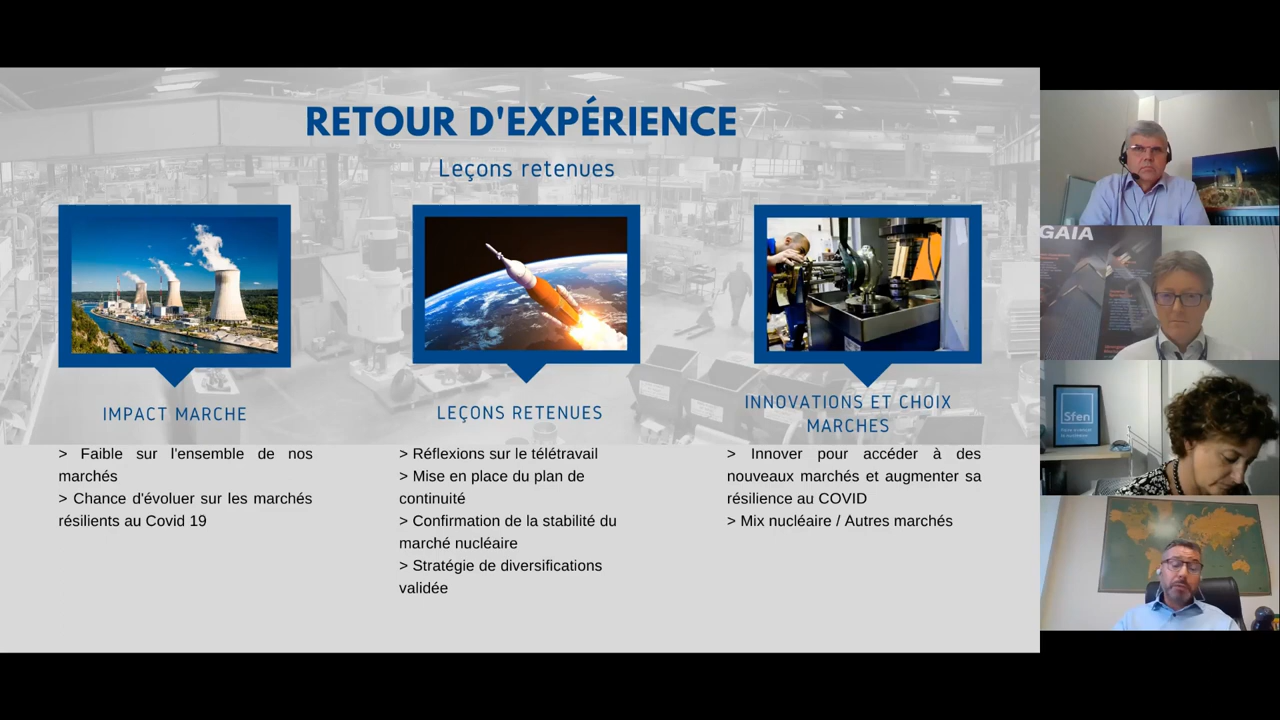 RETOUR D'EXPÉRIENCE
Leçons retenues
IMPACT MARCHE
> Faible sur l'ensemble de nos
marchés
> Chance d'évoluer sur les marchés
résilients au Covid 19
LEÇONS RETENUES
> Réflexions sur le télétravail
> Mise en place du plan de
continuité
> Confirmation de la stabilité du
marché nucléaire
> Stratégie de diversifications
validée
INNOVATIONS ET CHOIX
MARCHES
> Innover pour accéder à des
nouveaux marchés et augmenter sa
résilience au COVID
> Mix nucléaire / Autres marchés
GAIA
Sfen